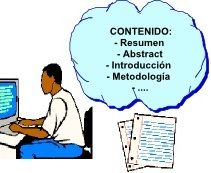 CONTENIDO:
- Resumen
- Abstract
- Introducción
- Metodología
- ....